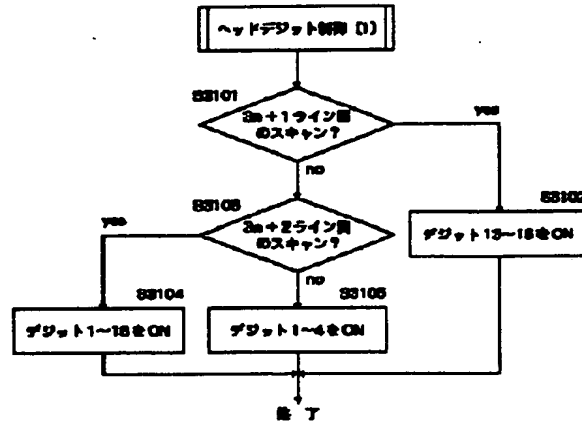 ヘッドデジット制御 (1)
S3101
3n+1ライン目
のスキャン?
yes
no
S3102
デジット13〜16をON
S3103
3n+2ライン目
のスキャン?
yes
no
S3104
デジット1〜16をON
S3105
デジット1〜4をON
終了